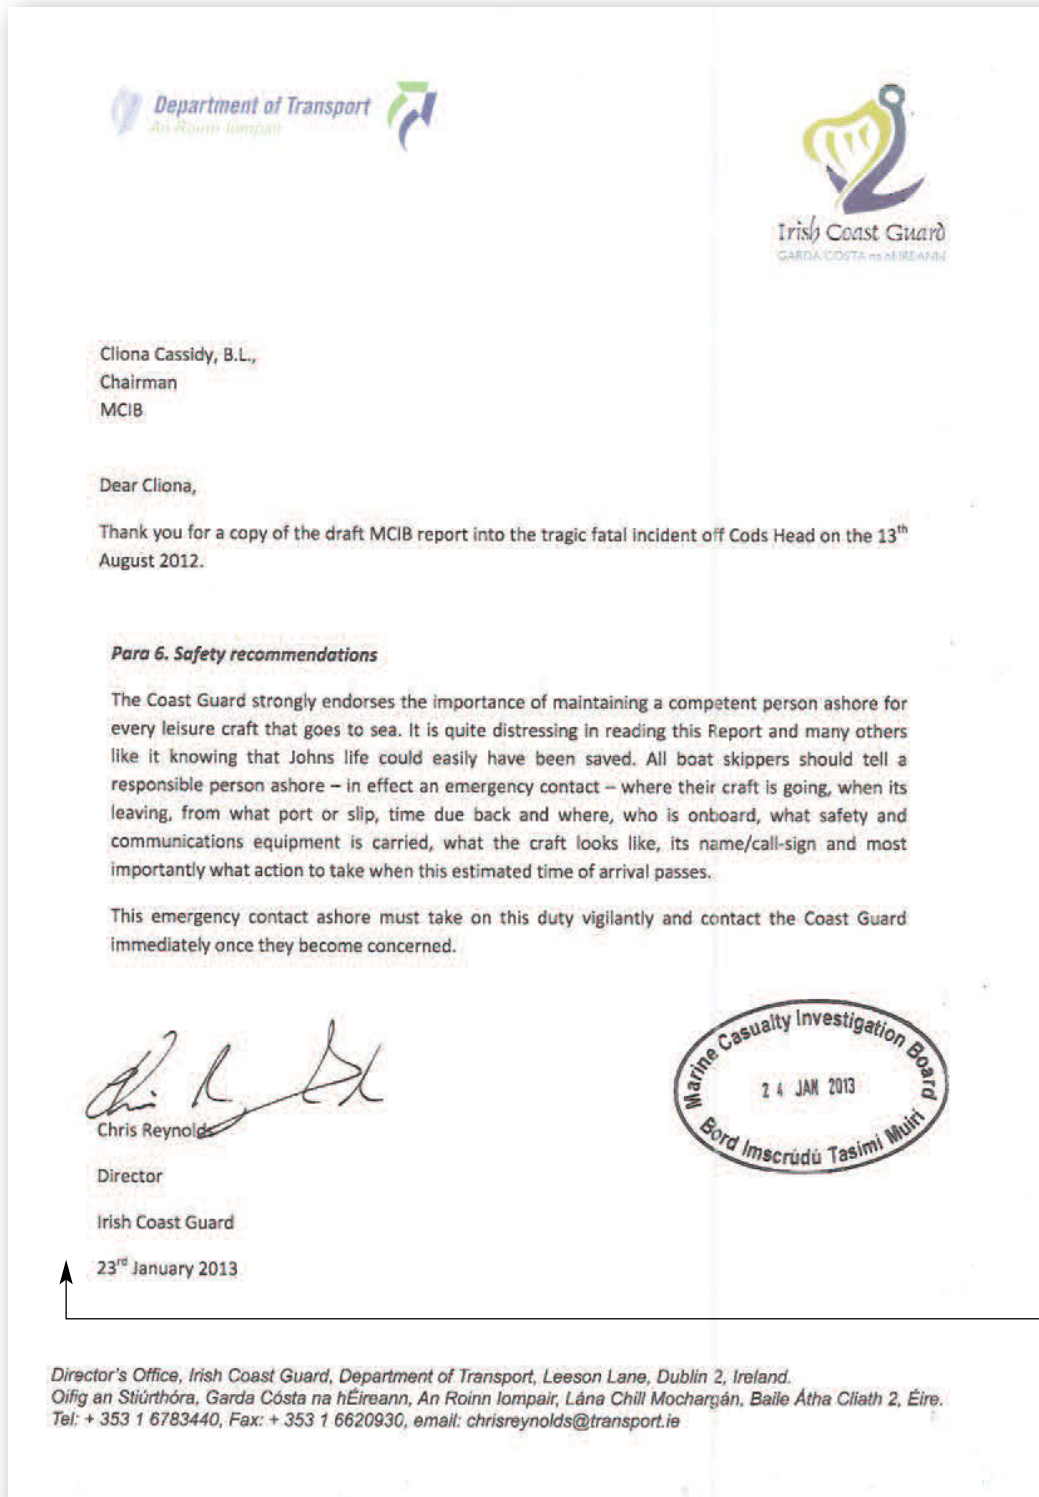 Department of Transport
An Roinn Iompair
Irish Coast Guard
GARDA COSTA na hEIREANN
Cliona Cassidy, B.L.,
Chairman
MCIB
Dear Cliona,
Thank you for a copy of the draft MCIB report into the tragic fatal incident off Cods Head on the 13th
August 2012.
Para 6. Safety recommendations
The Coast Guard strongly endorses the importance of maintaining a competent person ashore for
every leisure craft that goes to sea. It is quite distressing in reading this Report and many others
like it knowing that Johns life could easily have been saved. All boat skippers should tell a
responsible person ashore – in effect an emergency contact – where their craft is going, when its
leaving, from what port or slip, time due back and where, who is onboard, what safety and
communications equipment is carried, what the craft looks like, its name/call-sign and most
importantly what action to take when this estimated time of arrival passes.
This emergency contact ashore must take on this duty vigilantly and contact the Coast Guard
immediately once they become concerned.
Marine Casualty Investigation Board
24 JAN 2013
Bord Imscrúdú Taismí Muirí
Chris Reynolds
Director
Irish Coast Guard
23rd January 2013
Director's Office, Irish Coast Guard, Department of Transport, Leeson Lane, Dublin 2, Ireland.
Oifig an Stiúrthóra, Garda Cósta na hÉireann, An Roinn Iompair, Lána Chill Mochargán, Baile Átha Cliath 2, Éire.
Tel: + 353 1 6783440, Fax: + 353 1 6620930, email: chrisreynolds@transport.ie